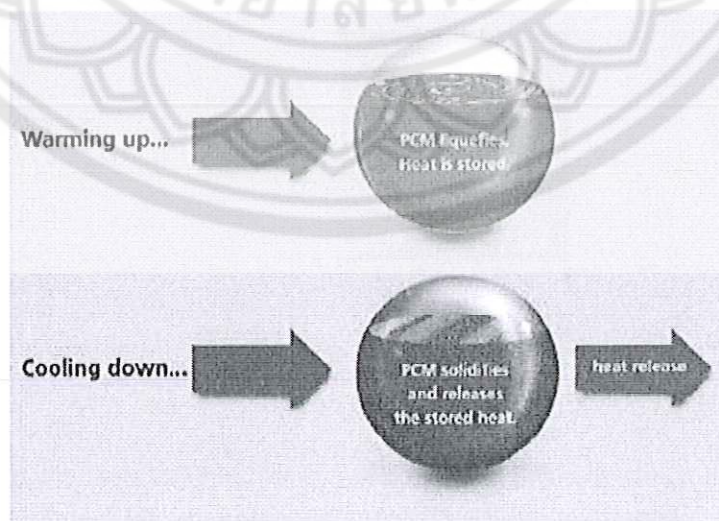 Warming up...
PCM liquefies.
Heat is stored.
Cooling down...
PCM solidifies
and releases
the stored heat.
heat release